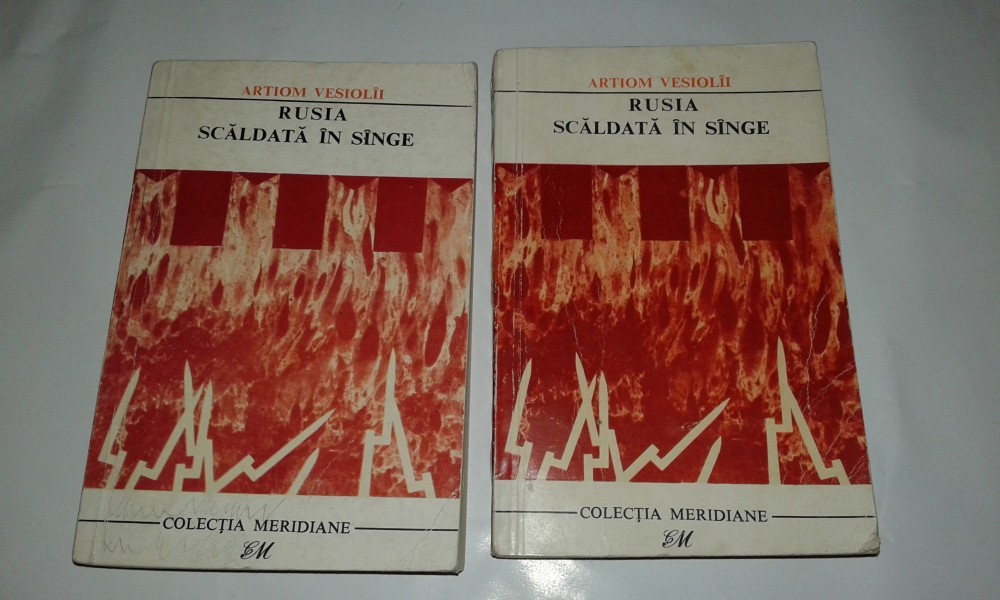 ARTIOM VESIOLÎI
RUSIA
SCĂLDATĂ ÎN SÎNGE
COLECȚIA MERIDIANE
CM
ARTIOM VESIOLÎI
RUSIA
SCĂLDATĂ ÎN SÎNGE
COLECȚIA MERIDIANE
CM